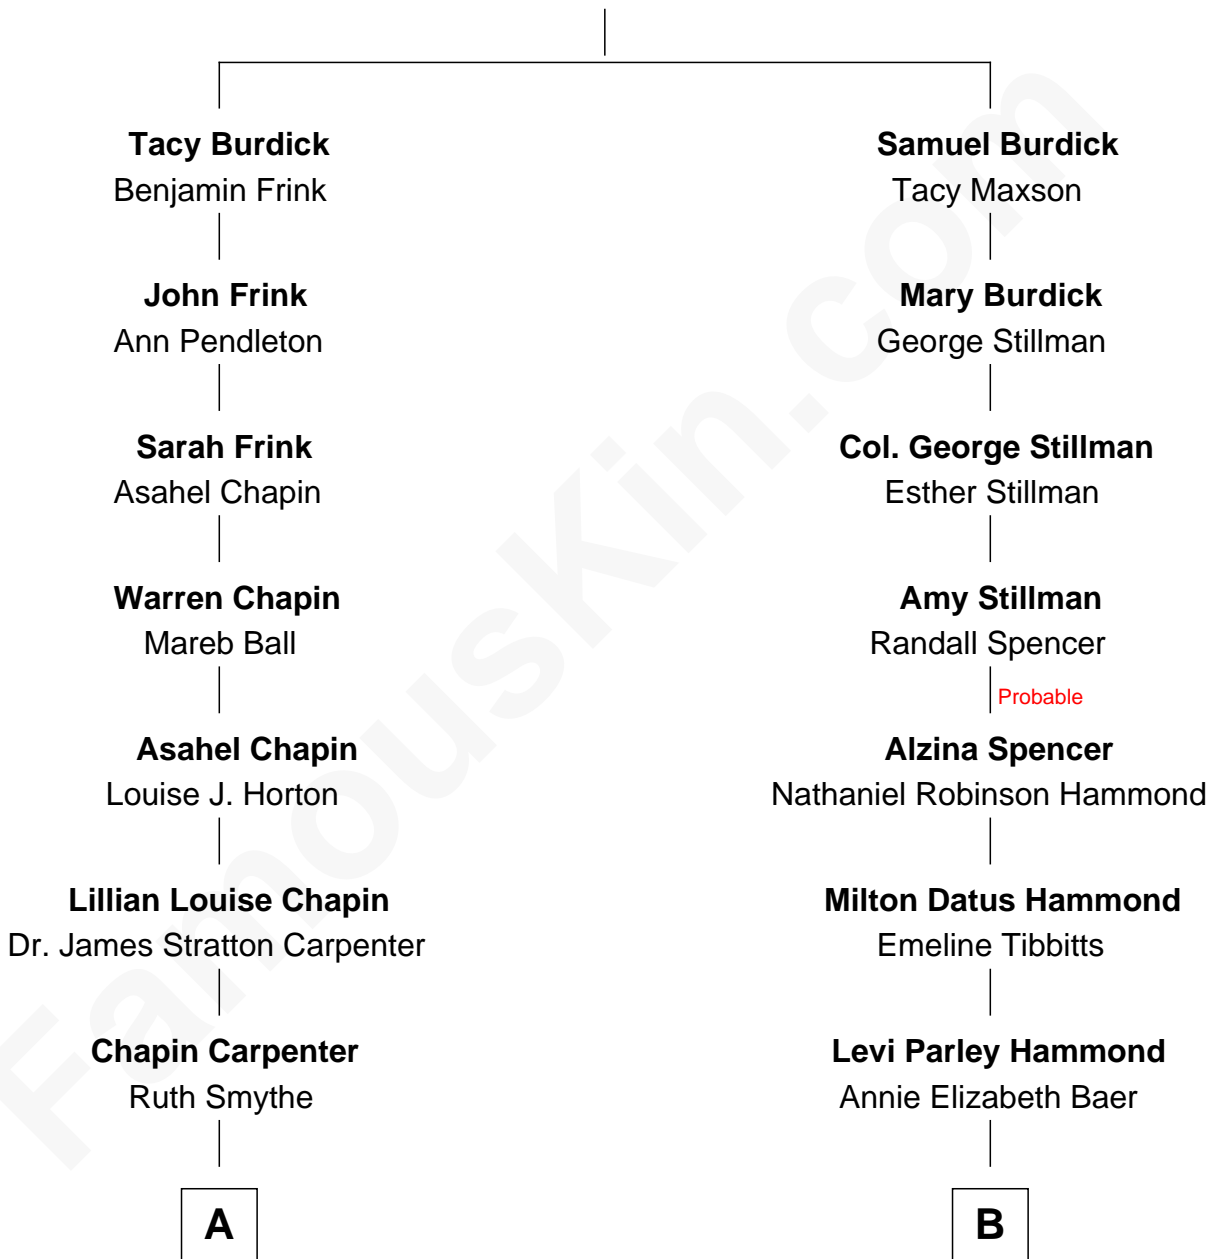 Tacy Burdick
Benjamin Frink
John Frink
Ann Pendleton
Sarah Frink
Asahel Chapin
Warren Chapin
Mareb Ball
Asahel Chapin
Louise J. Horton
Lillian Louise Chapin
Dr. James Stratton Carpenter
Chapin Carpenter
Ruth Smythe
A
Samuel Burdick
Tacy Maxson
Mary Burdick
George Stillman
Col. George Stillman
Esther Stillman
Amy Stillman
Randall Spencer
Probable
Alzina Spencer
Nathaniel Robinson Hammond
Milton Datus Hammond
Emeline Tibbitts
Levi Parley Hammond
Annie Elizabeth Baer
B
FamousKin.com